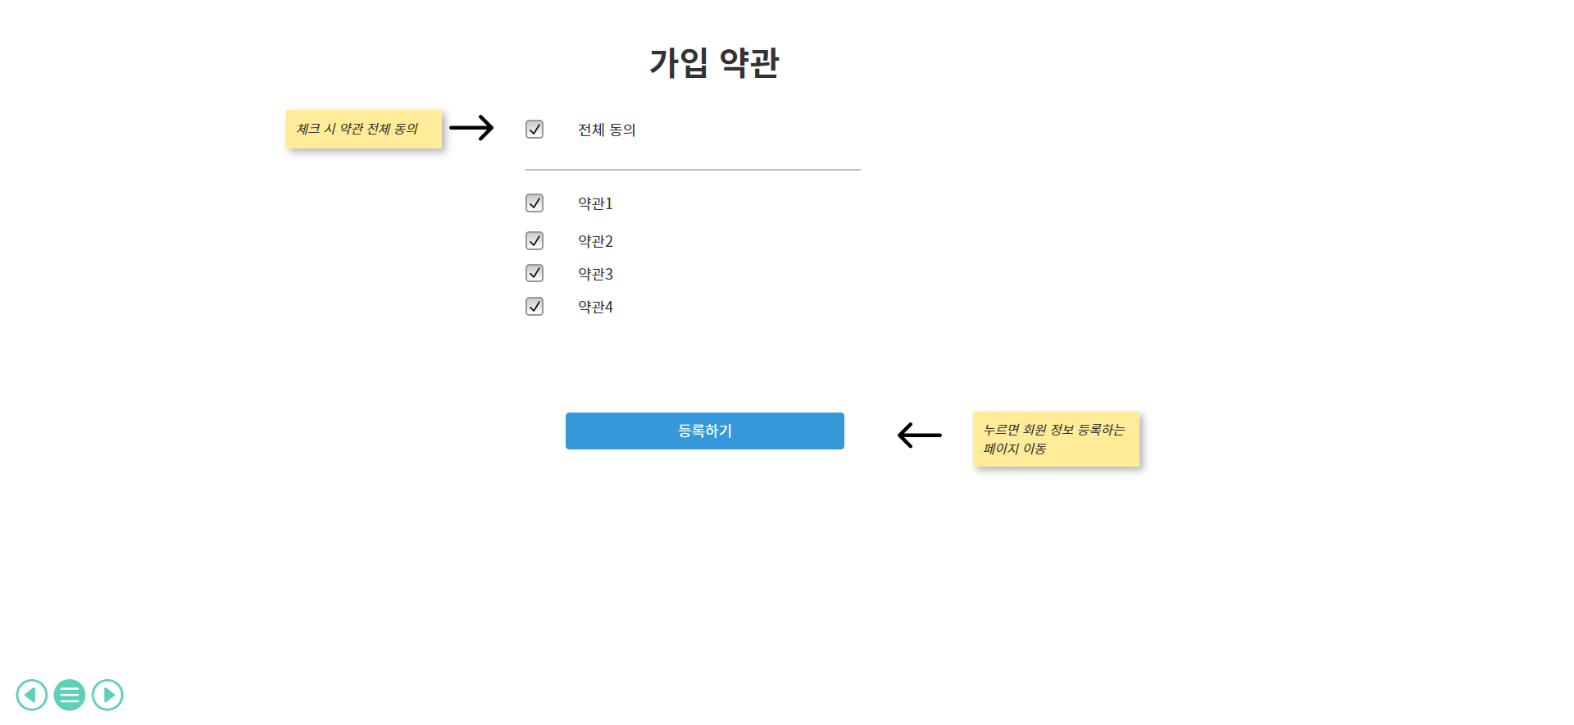 가입 약관
체크 시 약관 전체 동의
전체 동의
약관1
약관2
약관3
약관4
등록하기
누르면 회원 정보 등록하는
페이지 이동